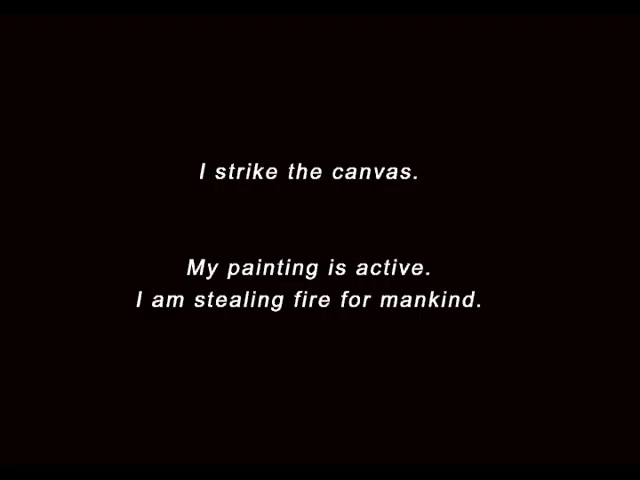 I strike the canvas.
My painting is active.
I am stealing fire for mankind.